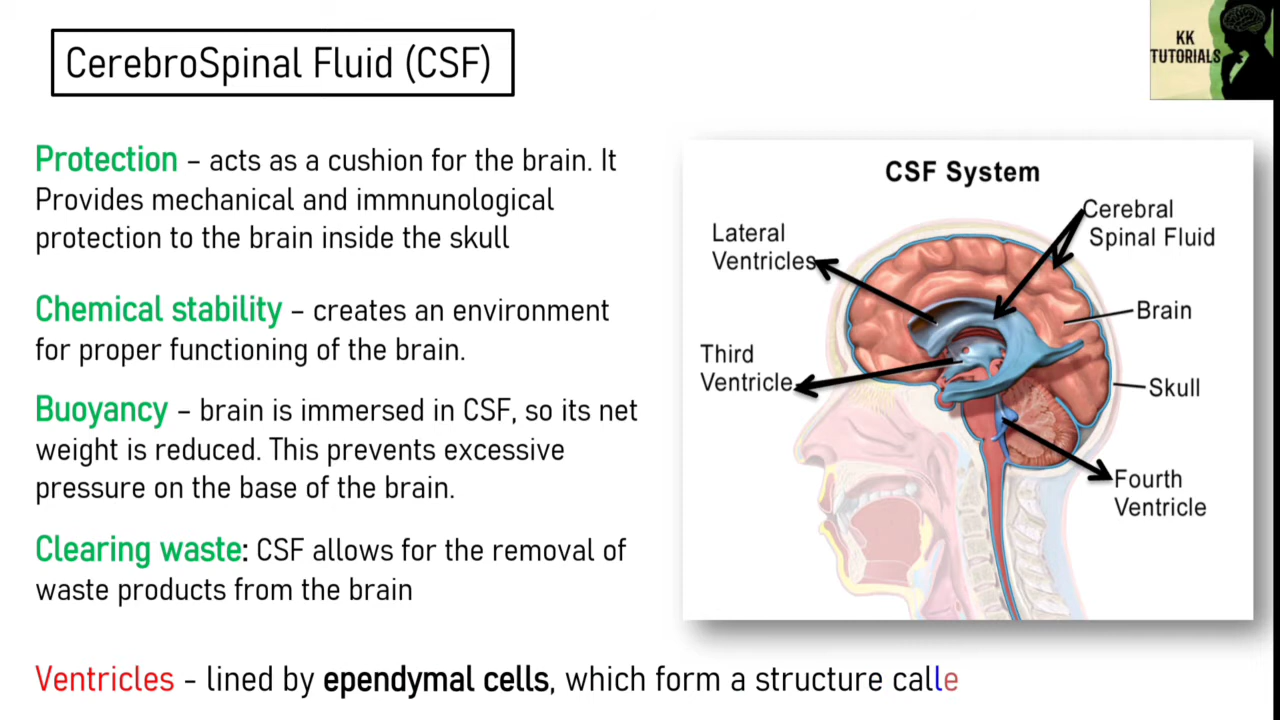 CerebroSpinal Fluid (CSF)
KK
TUTORIALS
Protection – acts as a cushion for the brain. It
Provides mechanical and immnunological
protection to the brain inside the skull
Chemical stability – creates an environment
for proper functioning of the brain.
Buoyancy – brain is immersed in CSF, so its net
weight is reduced. This prevents excessive
pressure on the base of the brain.
Clearing waste: CSF allows for the removal of
waste products from the brain
CSF System
Cerebral
Spinal Fluid
Lateral
Ventricles
Brain
Third
Ventricle
Skull
Fourth
Ventricle
Ventricles - lined by ependymal cells, which form a structure calle